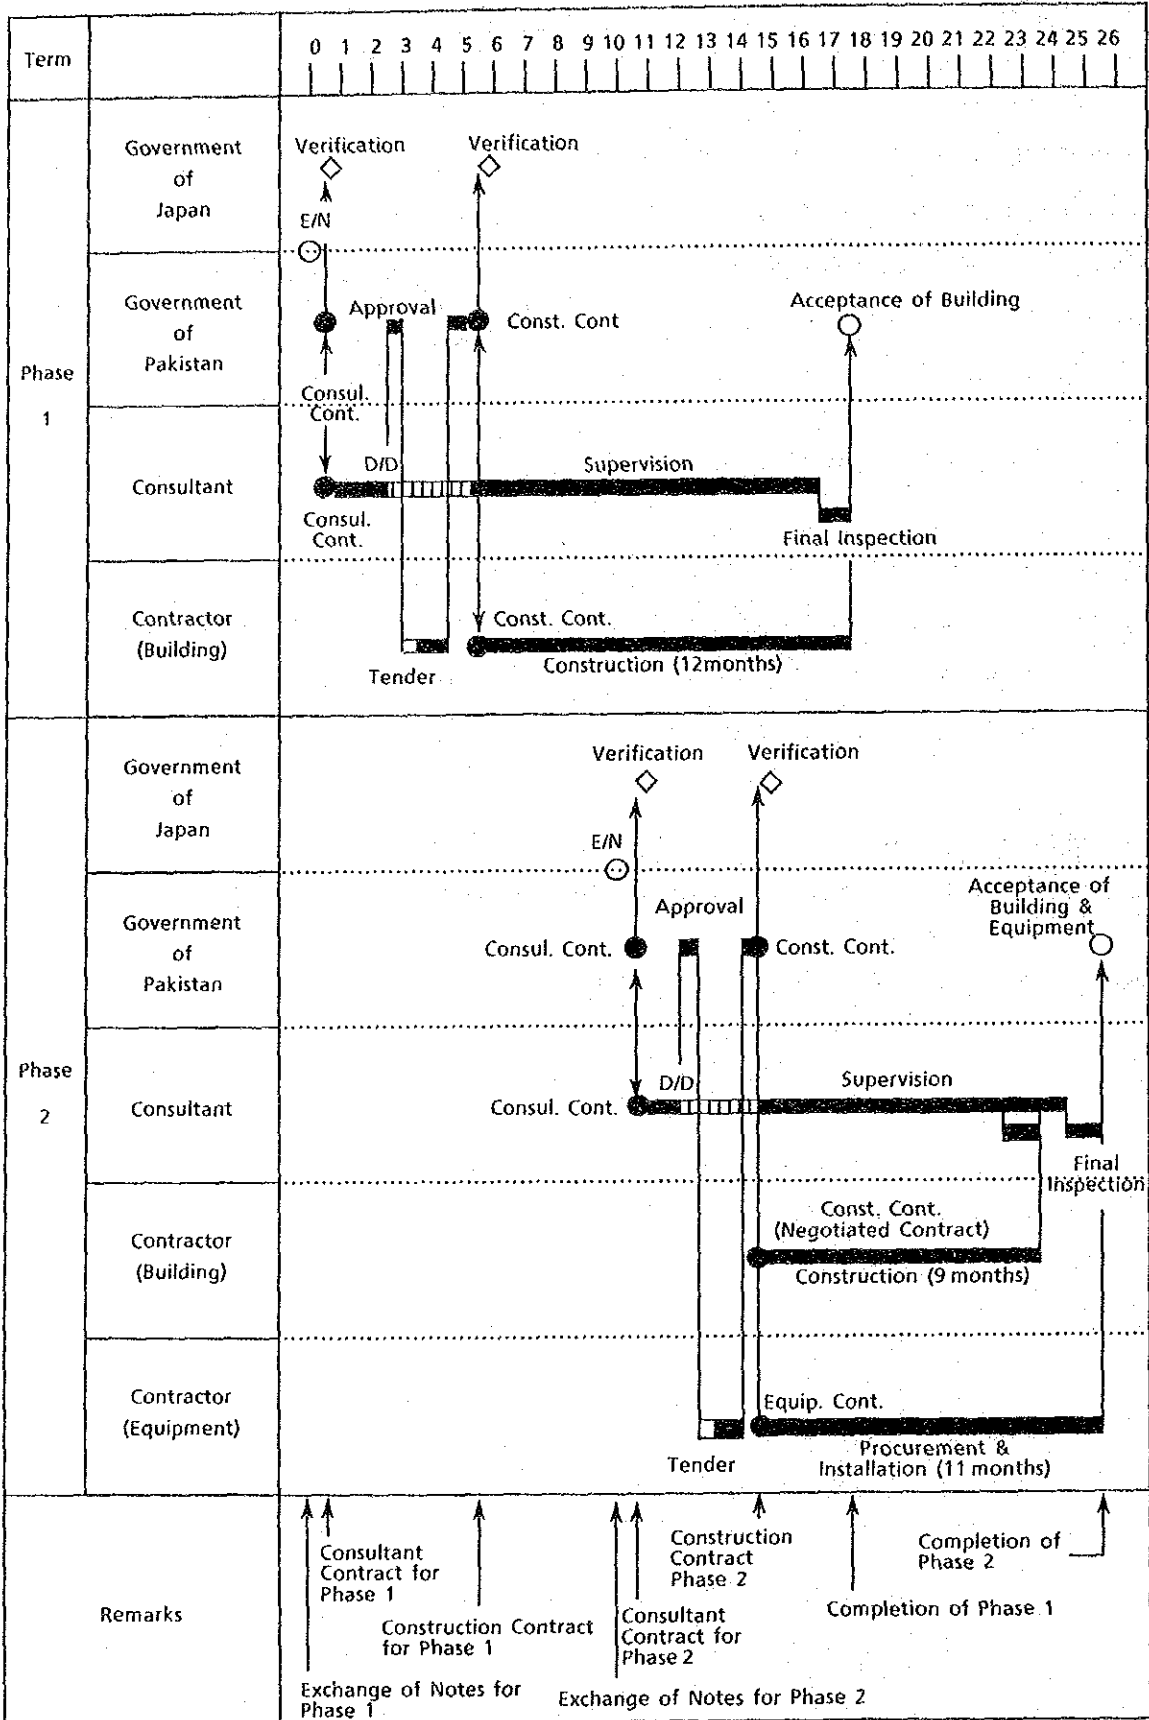 Term
0 1 2 3 4 5 6 7 8 9 10 11 12 13 14 15 16 17 18 19 20 21 22 23 24 25 26
Phase
1
Government
of
Japan
Verification
Verification
E/N
Government
of
Pakistan
Approval
Const. Cont
Acceptance of Building
Consul.
Cont.
Consultant
D/D
Supervision
Consul.
Cont.
Final Inspection
Contractor
(Building)
Const. Cont.
Construction (12months)
Tender
Phase
2
Government
of
Japan
Verification
Verification
E/N
Government
of
Pakistan
Approval
Consul. Cont.
Const. Cont.
Acceptance of
Building &
Equipment
Consultant
D/D
Supervision
Consul. Cont.
Final
Inspection
Contractor
(Building)
Const. Cont.
(Negotiated Contract)
Construction (9 months)
Contractor
(Equipment)
Equip. Cont.
Tender
Procurement &
Installation (11 months)
Remarks
Consultant
Contract for
Phase 1
Construction Contract
for Phase 1
Exchange of Notes for
Phase 1
Construction
Contract
Phase 2
Consultant
Contract for
Phase 2
Exchange of Notes for Phase 2
Completion of
Phase 2
Completion of Phase 1